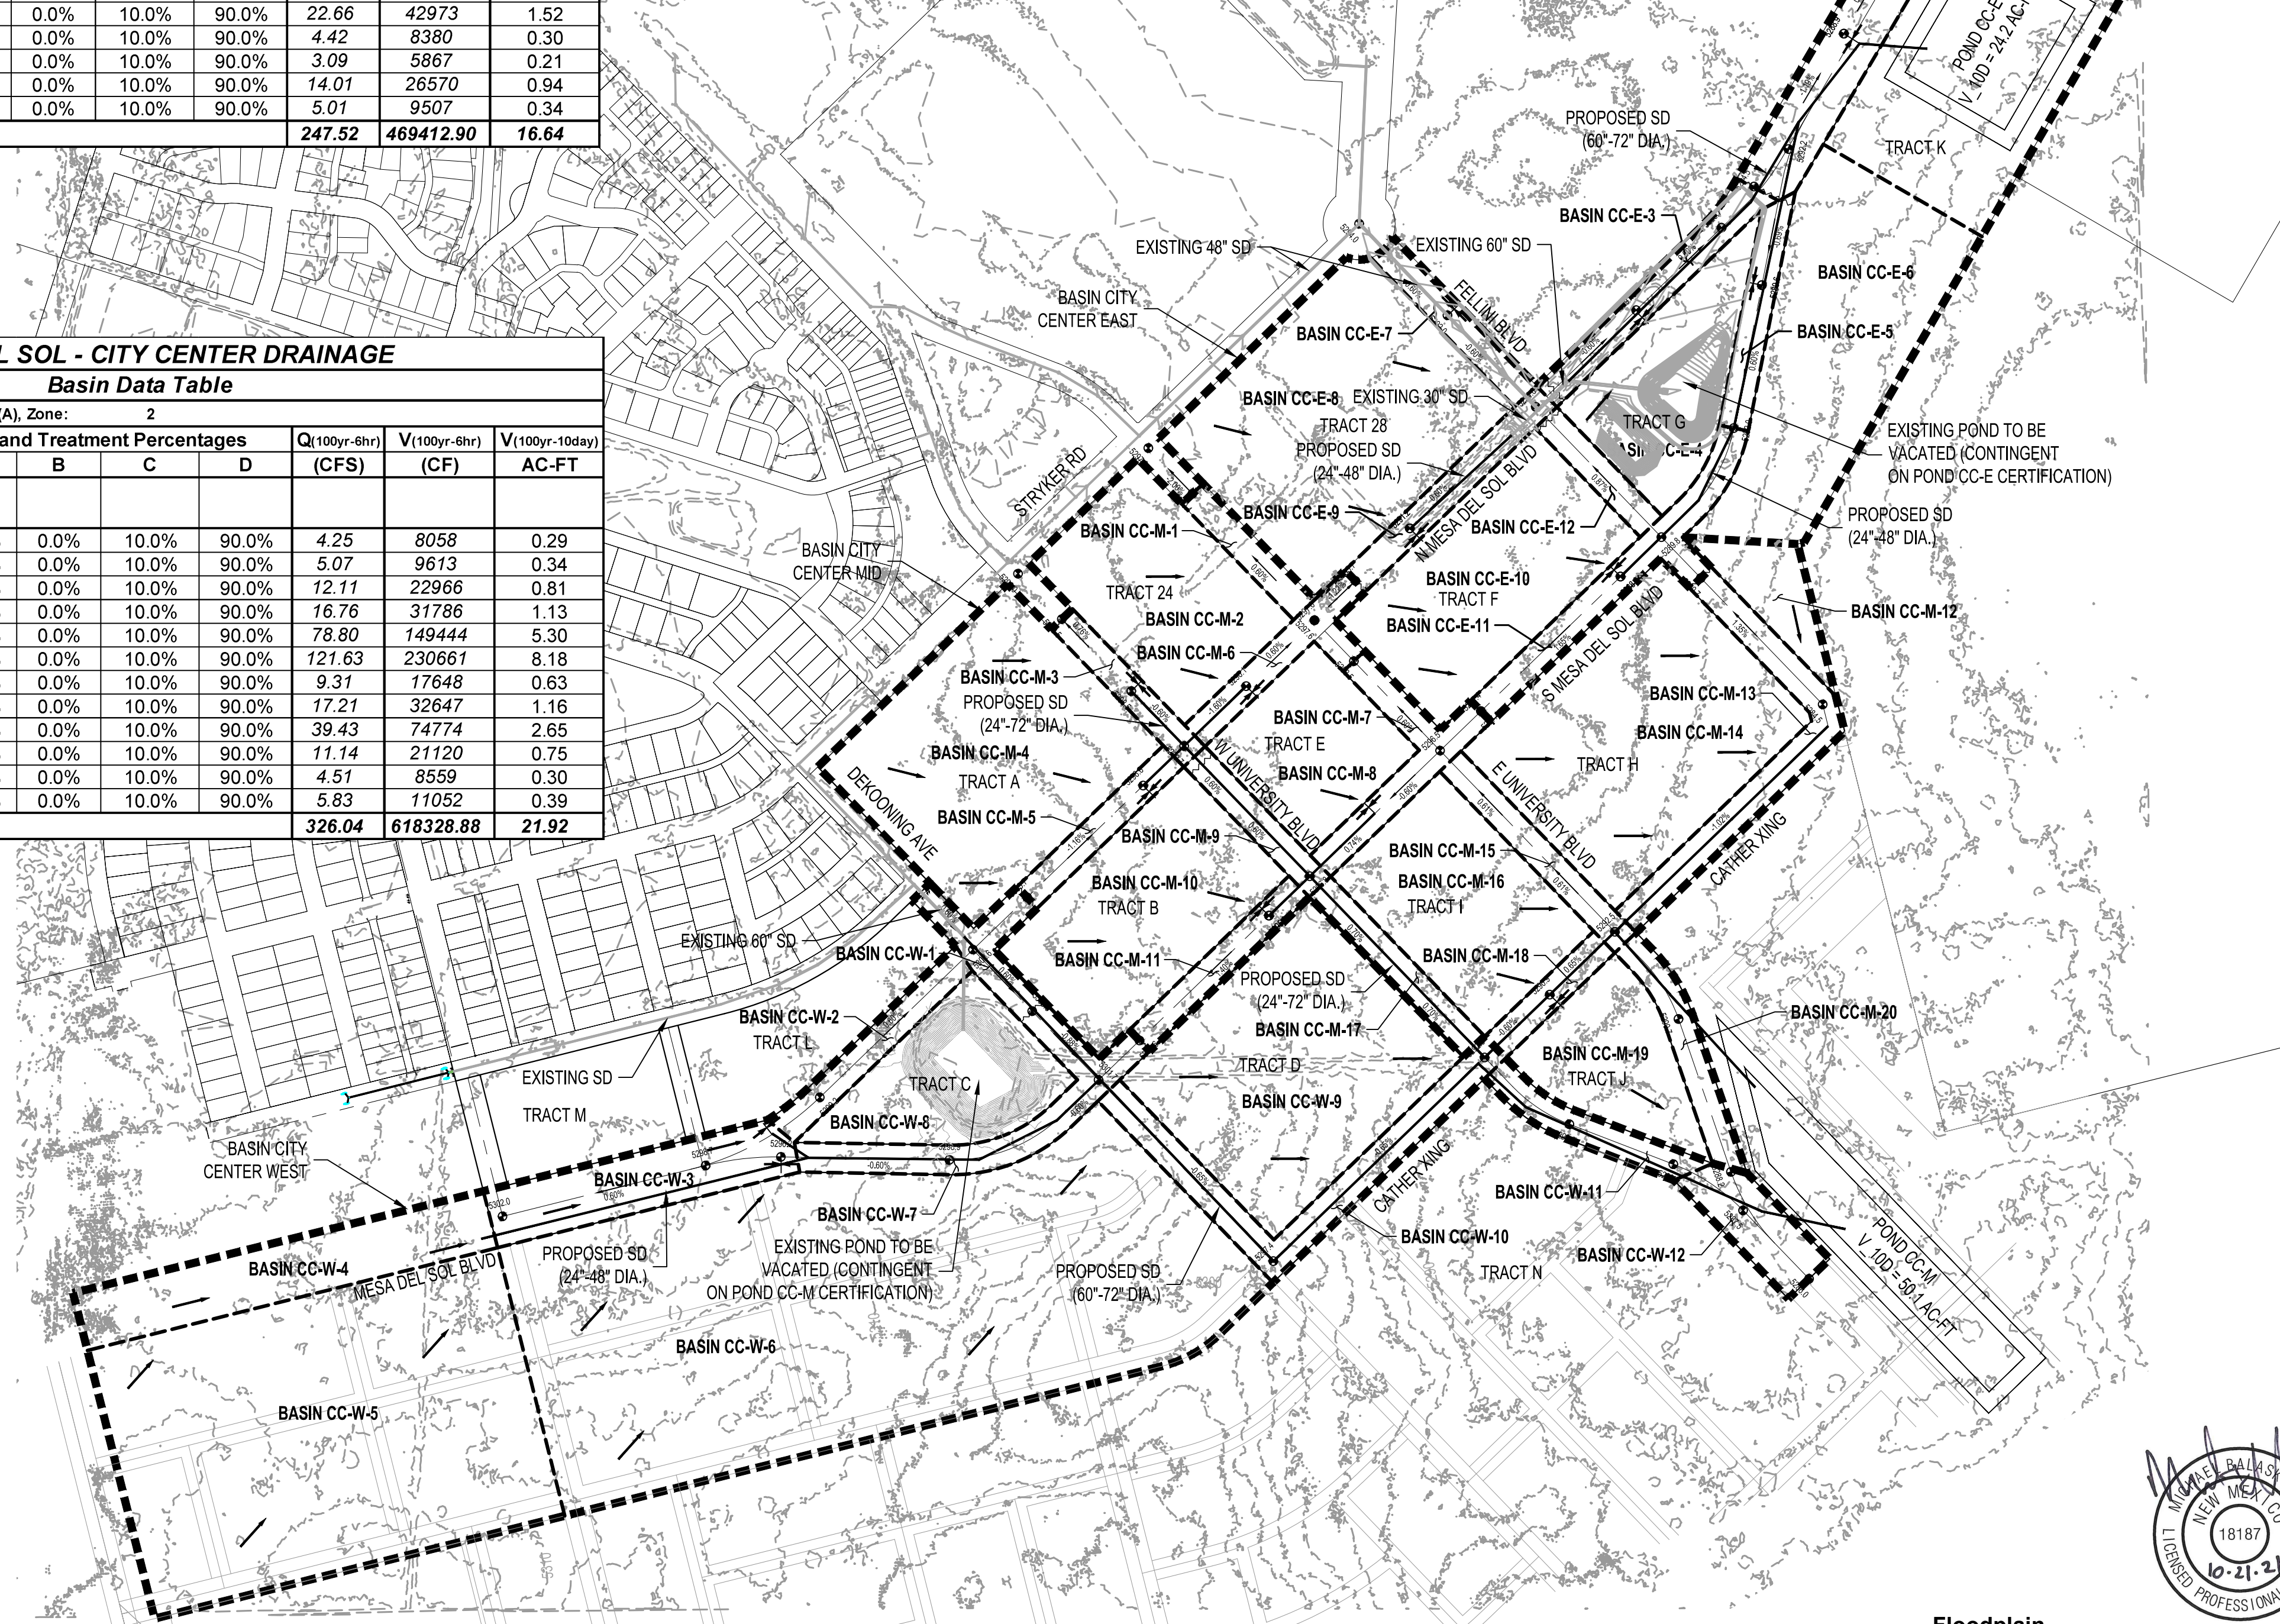 0.0% 10.0% 90.0% 22.66 42973 1.52
0.0% 10.0% 90.0% 4.42 8380 0.30
0.0% 10.0% 90.0% 3.09 5867 0.21
0.0% 10.0% 90.0% 14.01 26570 0.94
0.0% 10.0% 90.0% 5.01 9507 0.34
247.52 469412.90 16.64
L SOL - CITY CENTER DRAINAGE
Basin Data Table
(A), Zone: 2
and Treatment Percentages Q(100yr-6hr) V(100yr-6hr) V(100yr-10day)
B C D (CFS) (CF) AC-FT
0.0% 10.0% 90.0% 4.25 8058 0.29
0.0% 10.0% 90.0% 5.07 9613 0.34
0.0% 10.0% 90.0% 12.11 22966 0.81
0.0% 10.0% 90.0% 16.76 31786 1.13
0.0% 10.0% 90.0% 78.80 149444 5.30
0.0% 10.0% 90.0% 121.63 230661 8.18
0.0% 10.0% 90.0% 9.31 17648 0.63
0.0% 10.0% 90.0% 17.21 32647 1.16
0.0% 10.0% 90.0% 39.43 74774 2.65
0.0% 10.0% 90.0% 11.14 21120 0.75
0.0% 10.0% 90.0% 4.51 8559 0.30
0.0% 10.0% 90.0% 5.83 11052 0.39
326.04 618328.88 21.92
POND CC-E
V_10D = 24.2 AC-
TRACT K
PROPOSED SD
(60"-72" DIA.)
BASIN CC-E-3
EXISTING 48" SD
EXISTING 60" SD
BASIN CC-E-6
BASIN CITY
CENTER EAST
FELLINI BLVD
BASIN CC-E-7
BASIN CC-E-5
BASIN CC-E-8
EXISTING 30" SD
TRACT 28
PROPOSED SD
(24"-48" DIA.)
TRACT G
EXISTING POND TO BE
VACATED (CONTINGENT
ON POND CC-E CERTIFICATION)
STRYKER RD
BASIN CC-E-9
N MESA DEL SOL BLVD
BASIN CC-E-12
PROPOSED SD
(24"-48" DIA.)
BASIN CC-M-1
BASIN CITY
CENTER MID
BASIN CC-E-10
TRACT F
TRACT 24
BASIN CC-M-2
BASIN CC-E-11
S MESA DEL SOL BLVD
BASIN CC-M-12
BASIN CC-M-6
BASIN CC-M-3
PROPOSED SD
(24"-72" DIA.)
BASIN CC-M-13
BASIN CC-M-7
TRACT E
BASIN CC-M-14
TRACT H
BASIN CC-M-4
TRACT A
W UNIVERSITY BLVD
BASIN CC-M-8
E UNIVERSITY BLVD
DEKOONING AVE
BASIN CC-M-5
BASIN CC-M-9
CATHER XING
BASIN CC-M-15
BASIN CC-M-10
TRACT B
BASIN CC-M-16
TRACT I
EXISTING 60" SD
BASIN CC-W-1
BASIN CC-M-11
BASIN CC-M-18
PROPOSED SD
(24"-72" DIA.)
BASIN CC-W-2
TRACT L
BASIN CC-M-17
BASIN CC-M-20
EXISTING SD
TRACT C
TRACT D
BASIN CC-M-19
TRACT J
TRACT M
BASIN CC-W-8
BASIN CC-W-9
BASIN CITY
CENTER WEST
BASIN CC-W-3
CATHER XING
BASIN CC-W-11
BASIN CC-W-7
BASIN CC-W-10
EXISTING POND TO BE
VACATED (CONTINGENT
ON POND CC-M CERTIFICATION)
BASIN CC-W-4
MESA DEL SOL BLVD
PROPOSED SD
(24"-48" DIA.)
PROPOSED SD
(60"-72" DIA.)
TRACT N
BASIN CC-W-12
POND CC-M
V_10D = 50.1 AC-FT
BASIN CC-W-6
BASIN CC-W-5
NEW MEXICO
18187
10.21.2
LICENSED PROFESSIONAL
Floodplain